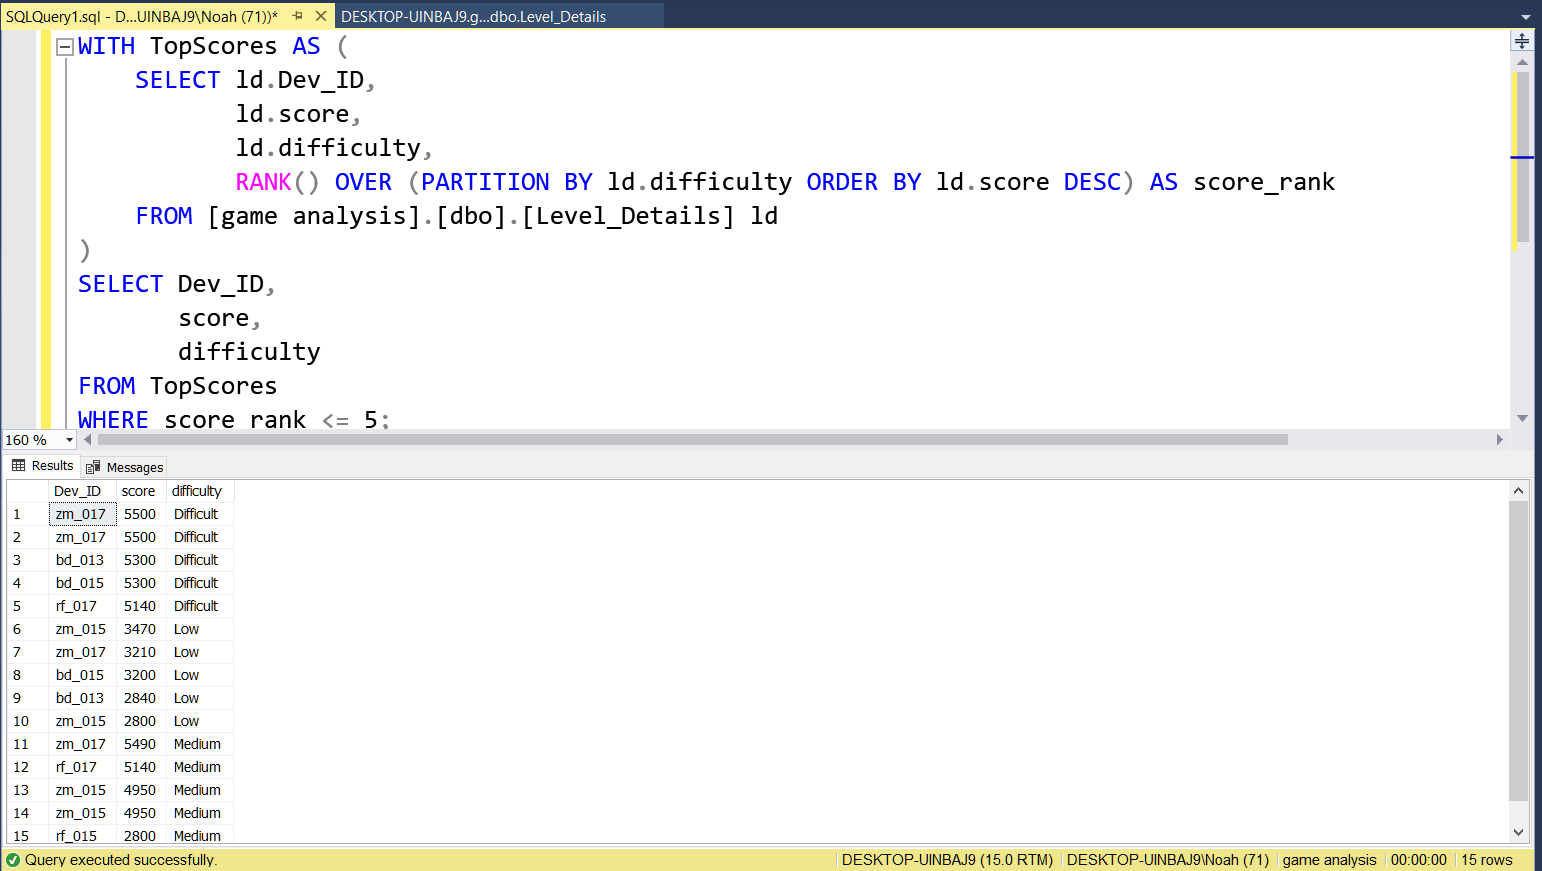 SQLQuery1.sql - D...UINBAJ9\Noah (71))* DESKTOP-UINBAJ9.g...dbo.Level_Details
WITH TopScores AS (
SELECT ld.Dev_ID,
ld.score,
ld.difficulty,
RANK() OVER (PARTITION BY ld.difficulty ORDER BY ld.score DESC) AS score_rank
FROM [game analysis].[dbo].[Level_Details] ld
)
SELECT Dev_ID,
score,
difficulty
FROM TopScores
WHERE score_rank <= 5;
160 %
Results Messages
Dev_ID score difficulty
1 zm_017 5500 Difficult
2 zm_017 5500 Difficult
3 bd_013 5300 Difficult
4 bd_015 5300 Difficult
5 rf_017 5140 Difficult
6 zm_015 3470 Low
7 zm_017 3210 Low
8 bd_015 3200 Low
9 bd_013 2840 Low
10 zm_015 2800 Low
11 zm_017 5490 Medium
12 rf_017 5140 Medium
13 zm_015 4950 Medium
14 zm_015 4950 Medium
15 rf_015 2800 Medium
Query executed successfully. DESKTOP-UINBAJ9 (15.0 RTM) DESKTOP-UINBAJ9\Noah (71) game analysis 00:00:00 15 rows